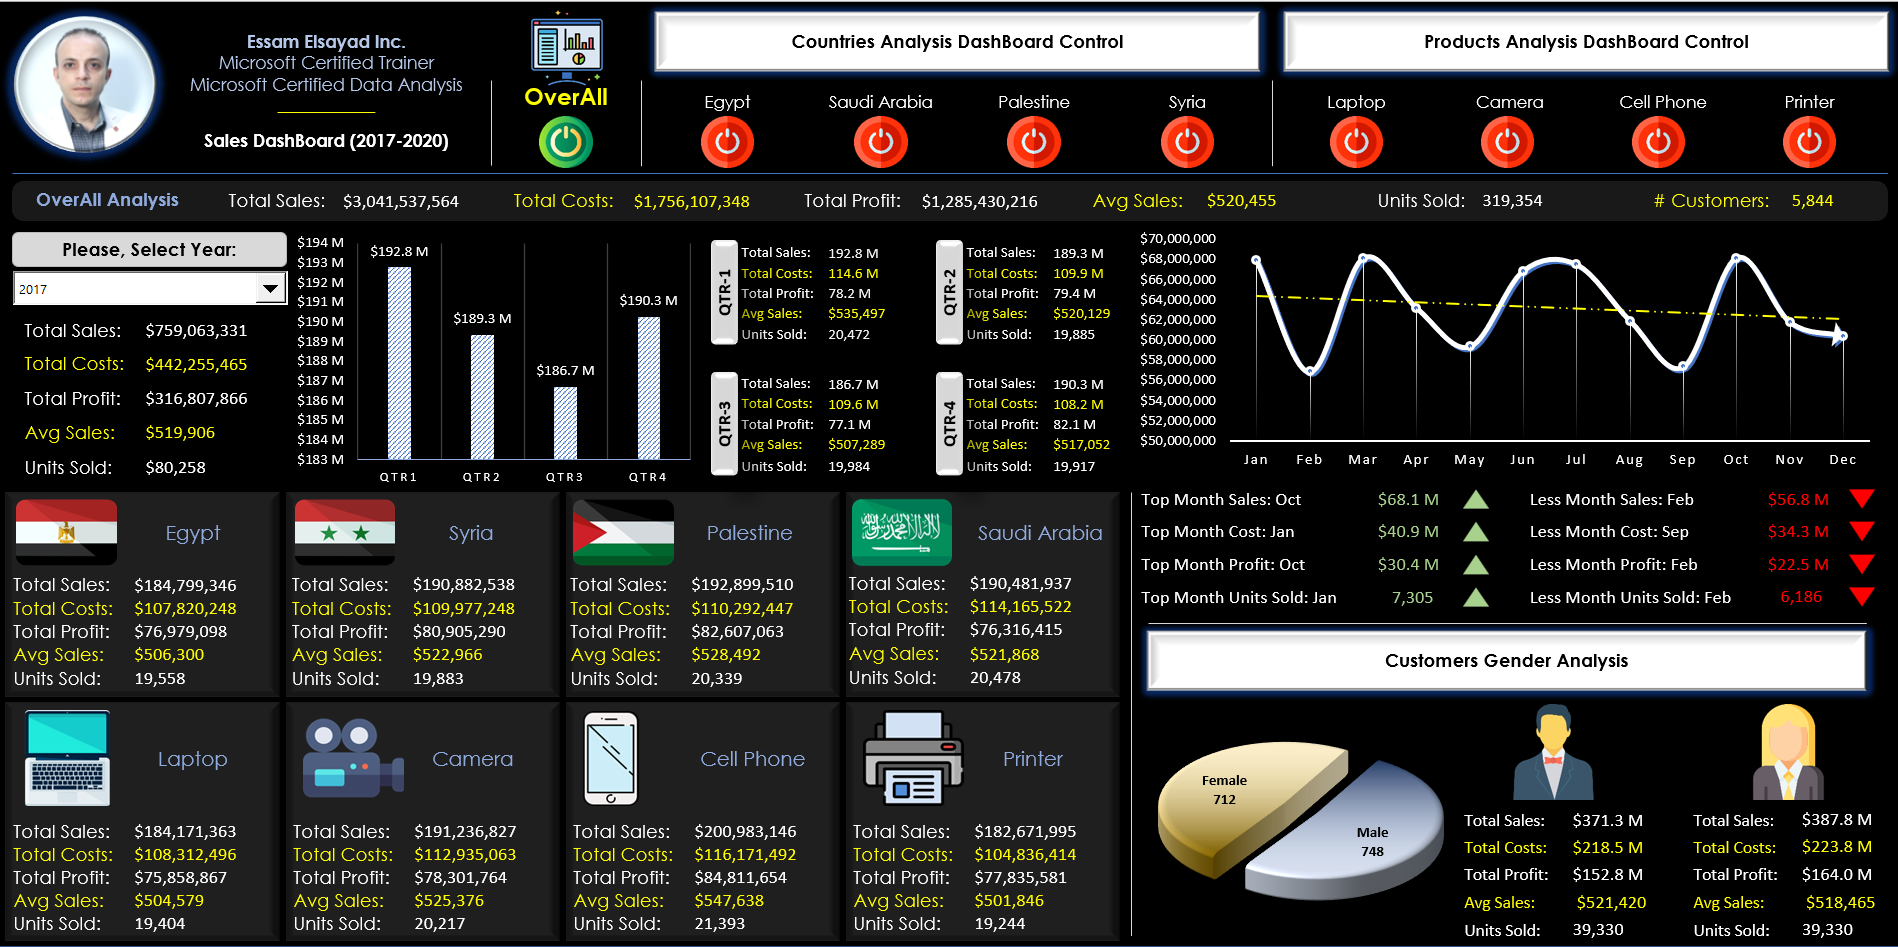 Essam Elsayad Inc.
Microsoft Certified Trainer
Microsoft Certified Data Analysis
Sales DashBoard (2017-2020)
OverAll
Countries Analysis DashBoard Control
Egypt Saudi Arabia Palestine Syria
Products Analysis DashBoard Control
Laptop Camera Cell Phone Printer
OverAll Analysis Total Sales: $3,041,537,564 Total Costs: $1,756,107,348 Total Profit: $1,285,430,216 Avg Sales: $520,455 Units Sold: 319,354 # Customers: 5,844
Please, Select Year:
2017
Total Sales: $759,063,331
Total Costs: $442,255,465
Total Profit: $316,807,866
Avg Sales: $519,906
Units Sold: $80,258
$194 M
$193 M
$192 M
$191 M
$190 M
$189 M
$188 M
$187 M
$186 M
$185 M
$184 M
$183 M
$192.8 M
$189.3 M
$186.7 M
$190.3 M
QTR1 QTR2 QTR3 QTR4
QTR-1
Total Sales: 192.8 M
Total Costs: 114.6 M
Total Profit: 78.2 M
Avg Sales: $535,497
Units Sold: 20,472
QTR-2
Total Sales: 189.3 M
Total Costs: 109.9 M
Total Profit: 79.4 M
Avg Sales: $520,129
Units Sold: 19,885
QTR-3
Total Sales: 186.7 M
Total Costs: 109.6 M
Total Profit: 77.1 M
Avg Sales: $507,289
Units Sold: 19,984
QTR-4
Total Sales: 190.3 M
Total Costs: 108.2 M
Total Profit: 82.1 M
Avg Sales: $517,052
Units Sold: 19,917
$70,000,000
$68,000,000
$66,000,000
$64,000,000
$62,000,000
$60,000,000
$58,000,000
$56,000,000
$54,000,000
$52,000,000
$50,000,000
Jan Feb Mar Apr May Jun Jul Aug Sep Oct Nov Dec
Egypt
Total Sales: $184,799,346
Total Costs: $107,820,248
Total Profit: $76,979,098
Avg Sales: $506,300
Units Sold: 19,558
Syria
Total Sales: $190,882,538
Total Costs: $109,977,248
Total Profit: $80,905,290
Avg Sales: $522,966
Units Sold: 19,883
Palestine
Total Sales: $192,899,510
Total Costs: $110,292,447
Total Profit: $82,607,063
Avg Sales: $528,492
Units Sold: 20,339
Saudi Arabia
Total Sales: $190,481,937
Total Costs: $114,165,522
Total Profit: $76,316,415
Avg Sales: $521,868
Units Sold: 20,478
Top Month Sales: Oct $68.1 M Less Month Sales: Feb $56.8 M
Top Month Cost: Jan $40.9 M Less Month Cost: Sep $34.3 M
Top Month Profit: Oct $30.4 M Less Month Profit: Feb $22.5 M
Top Month Units Sold: Jan 7,305 Less Month Units Sold: Feb 6,186
Laptop
Total Sales: $184,171,363
Total Costs: $108,312,496
Total Profit: $75,858,867
Avg Sales: $504,579
Units Sold: 19,404
Camera
Total Sales: $191,236,827
Total Costs: $112,935,063
Total Profit: $78,301,764
Avg Sales: $525,376
Units Sold: 20,217
Cell Phone
Total Sales: $200,983,146
Total Costs: $116,171,492
Total Profit: $84,811,654
Avg Sales: $547,638
Units Sold: 21,393
Printer
Total Sales: $182,671,995
Total Costs: $104,836,414
Total Profit: $77,835,581
Avg Sales: $501,846
Units Sold: 19,244
Customers Gender Analysis
Female
712
Male
748
Total Sales: $371.3 M
Total Costs: $218.5 M
Total Profit: $152.8 M
Avg Sales: $521,420
Units Sold: 39,330
Total Sales: $387.8 M
Total Costs: $223.8 M
Total Profit: $164.0 M
Avg Sales: $518,465
Units Sold: 39,330